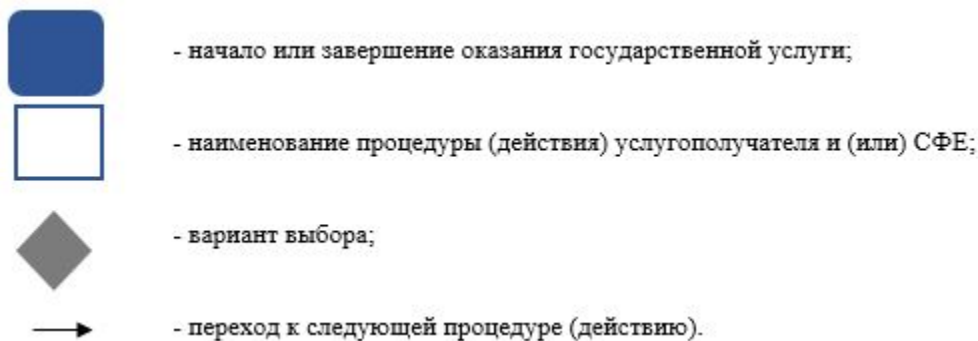 - начало или завершение оказания государственной услуги;
- наименование процедуры (действия) услугополучателя и (или) СФЕ;
- вариант выбора;
- переход к следующей процедуре (действию).